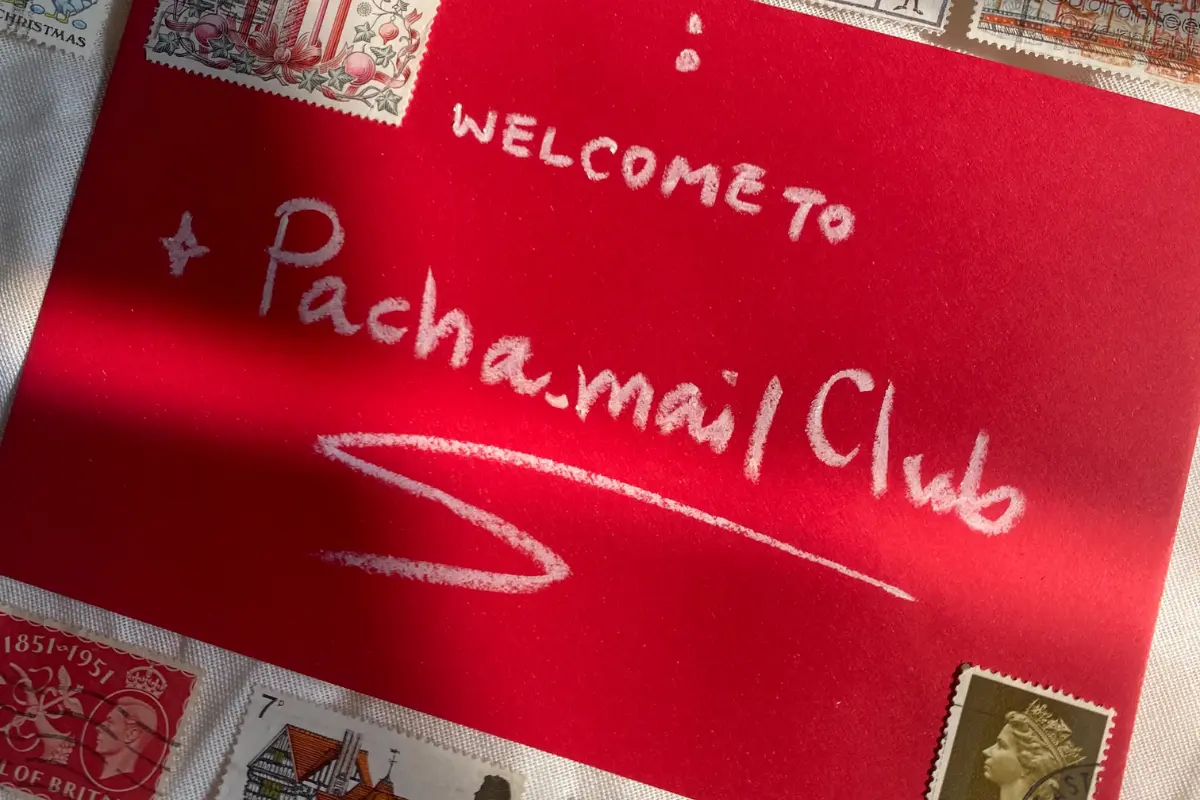 CHRISTMAS
WELCOME TO
Pacha.mail Club
1851-1951
7P